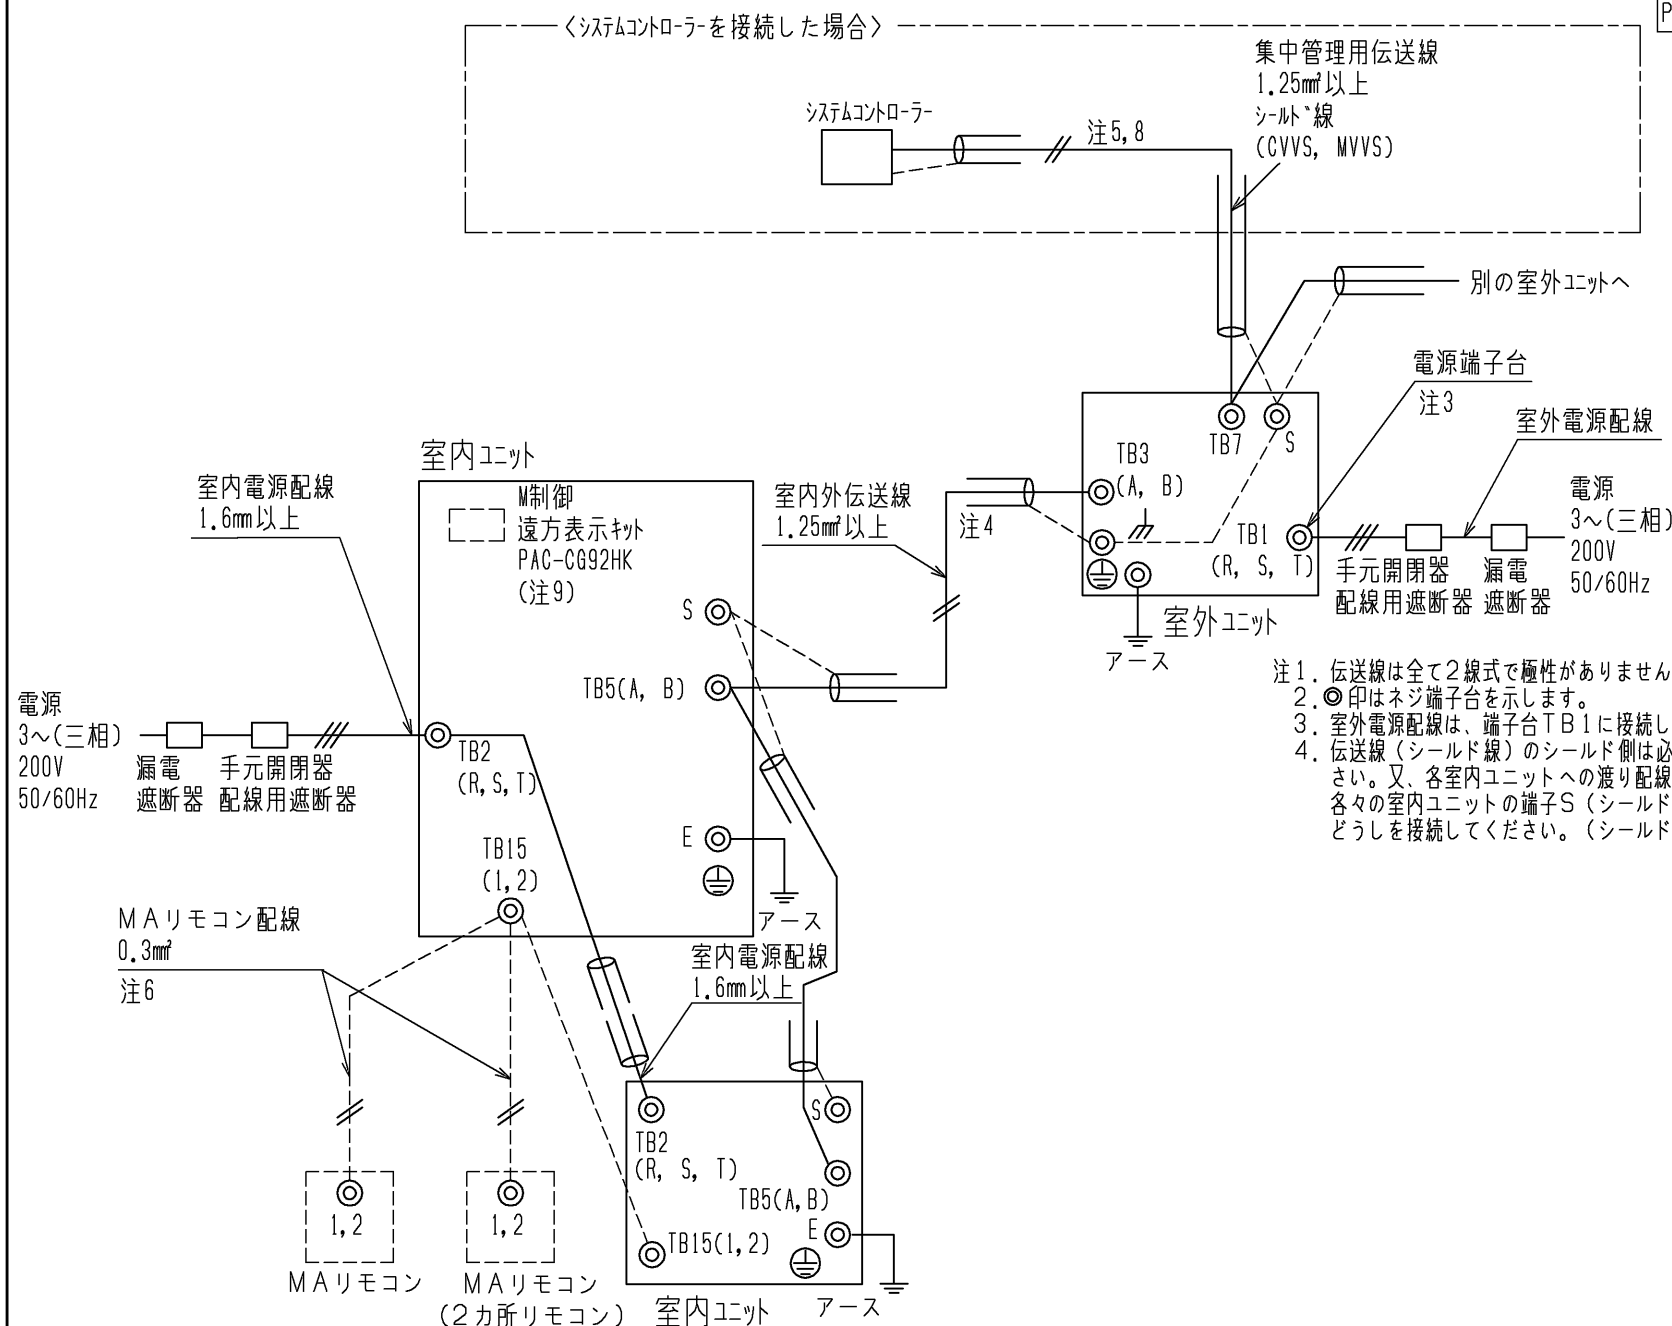 〈システムコントローラーを接続した場合〉
P
集中管理用伝送線
1.25mm²以上
シールド線
(CVVS, MVVS)
システムコントローラー
注5,8
別の室外ユニットへ
電源端子台
注3
室外電源配線
TB7
S
TB3
(A, B)
TB1
(R, S, T)
電源
3~(三相)
200V
50/60Hz
手元開閉器
配線用遮断器
漏電
遮断器
室外ユニット
アース
室内ユニット
室内電源配線
1.6mm以上
M制御
遠方表示キット
PAC-CG92HK
(注9)
室内外伝送線
1.25mm²以上
注4
S
TB5(A, B)
電源
3~(三相)
200V
50/60Hz
漏電
遮断器
手元開閉器
配線用遮断器
TB2
(R,S,T)
E
TB15
(1,2)
アース
注1. 伝送線は全て2線式で極性がありません
2.◎印はネジ端子台を示します。
3. 室外電源配線は、端子台TB1に接続し
4. 伝送線(シールド線)のシールド側は必
さい。又、各室内ユニットへの渡り配線
各々の室内ユニットの端子S(シールド
どうしを接続してください。(シールド
MAリモコン配線
0.3mm²
注6
室内電源配線
1.6mm以上
TB2
(R, S, T)
S
TB5(A,B)
E
TB15(1,2)
1,2
1,2
MAリモコン
MAリモコン
(2カ所リモコン)
室内ユニット
アース